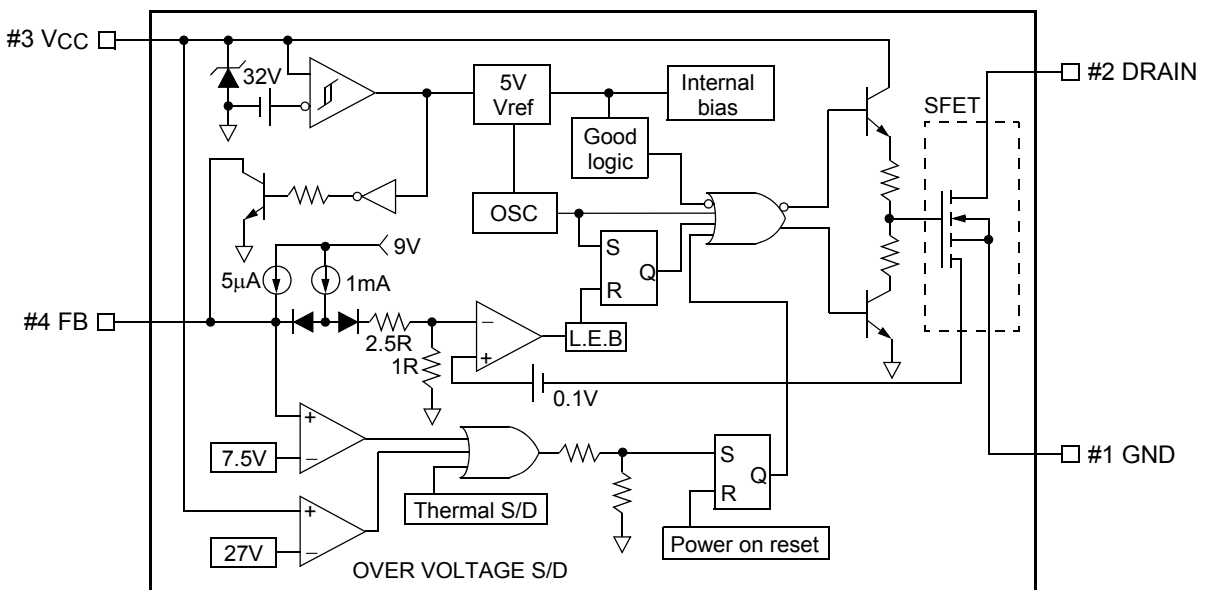 #3 VCC
32V
5V
Vref
Internal
bias
#2 DRAIN
SFET
Good
logic
OSC
S
R
Q
9V
5μA
1mA
#4 FB
2.5R
1R
−
+
L.E.B
0.1V
+
−
7.5V
Thermal S/D
S
R
Q
#1 GND
+
−
27V
Power on reset
OVER VOLTAGE S/D